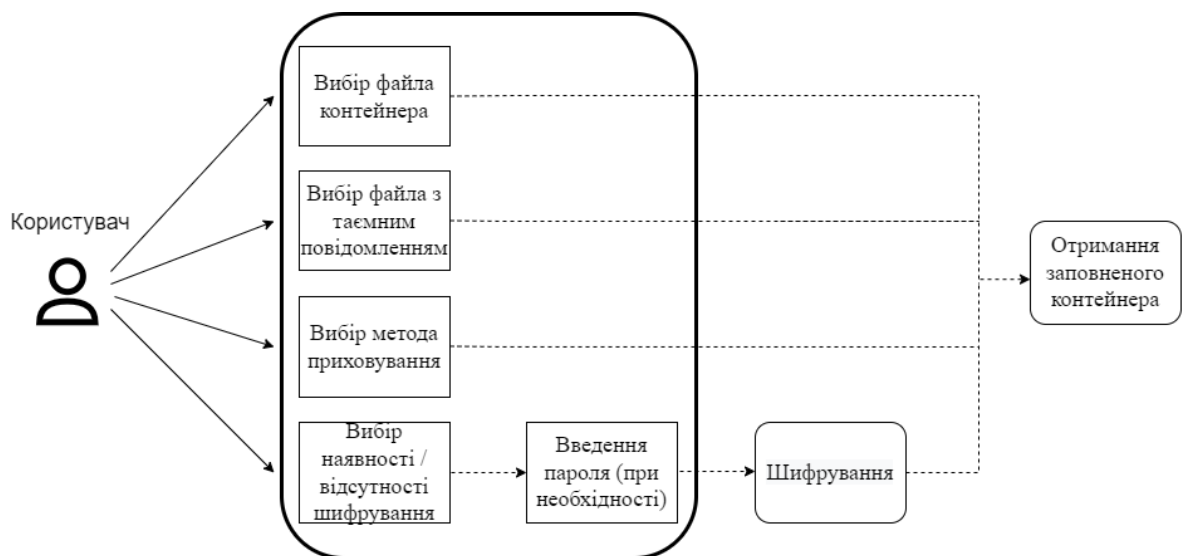 Вибір файла
контейнера
Вибір файла з
таємним
повідомленням
Користувач
Отримання
заповненого
контейнера
Вибір метода
приховування
Вибір
наявності /
відсутності
шифрування
Введення
пароля (при
необхідності)
Шифрування